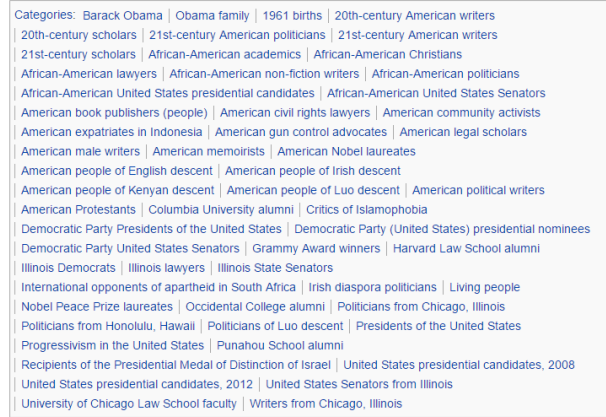 Categories: Barack Obama | Obama family | 1961 births | 20th-century American writers
| 20th-century scholars | 21st-century American politicians | 21st-century American writers
| 21st-century scholars | African-American academics | African-American Christians
| African-American lawyers | African-American non-fiction writers | African-American politicians
| African-American United States presidential candidates | African-American United States Senators
| American book publishers (people) | American civil rights lawyers | American community activists
| American expatriates in Indonesia | American gun control advocates | American legal scholars
| American male writers | American memoirists | American Nobel laureates
| American people of English descent | American people of Irish descent
| American people of Kenyan descent | American people of Luo descent | American political writers
| American Protestants | Columbia University alumni | Critics of Islamophobia
| Democratic Party Presidents of the United States | Democratic Party (United States) presidential nominees
| Democratic Party United States Senators | Grammy Award winners | Harvard Law School alumni
| Illinois Democrats | Illinois lawyers | Illinois State Senators
| International opponents of apartheid in South Africa | Irish diaspora politicians | Living people
| Nobel Peace Prize laureates | Occidental College alumni | Politicians from Chicago, Illinois
| Politicians from Honolulu, Hawaii | Politicians of Luo descent | Presidents of the United States
| Progressivism in the United States | Punahou School alumni
| Recipients of the Presidential Medal of Distinction of Israel | United States presidential candidates, 2008
| United States presidential candidates, 2012 | United States Senators from Illinois
| University of Chicago Law School faculty | Writers from Chicago, Illinois